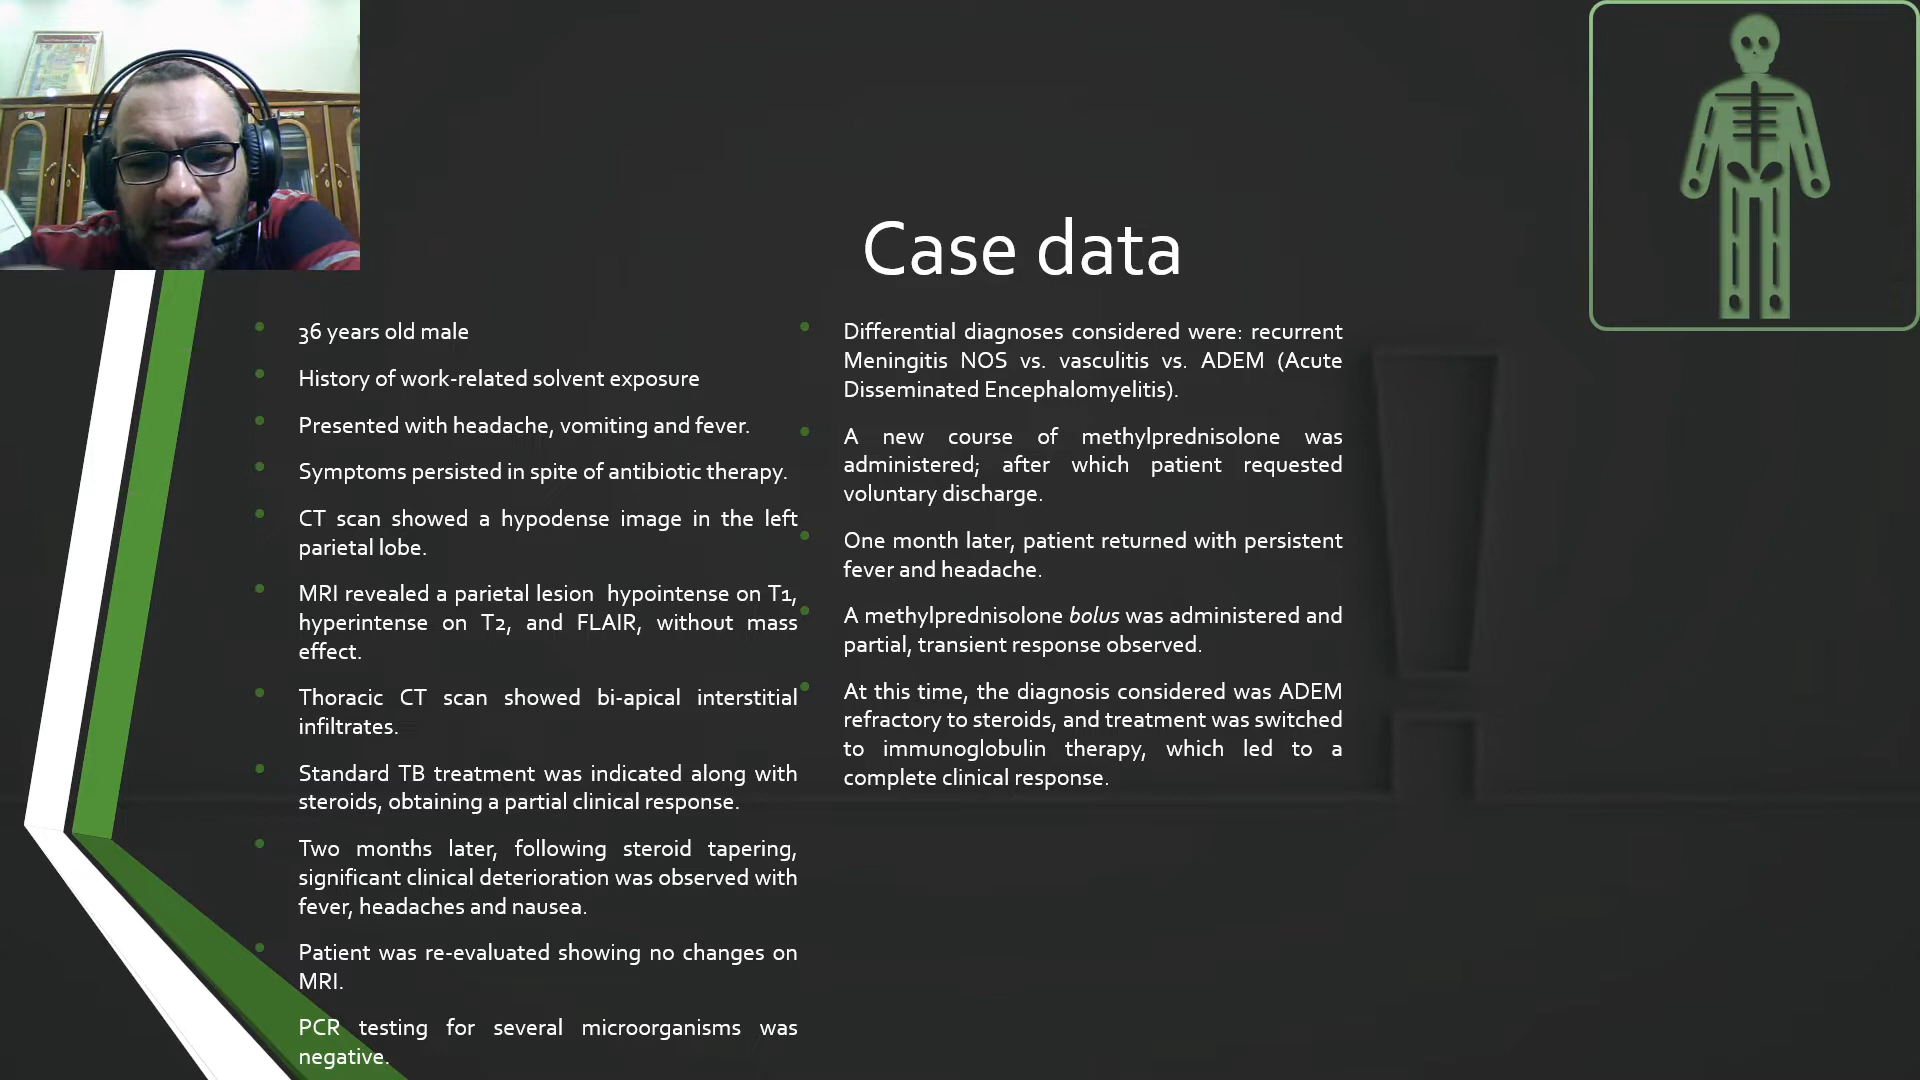 Case data
36 years old male
History of work-related solvent exposure
Presented with headache, vomiting and fever.
Symptoms persisted in spite of antibiotic therapy.
CT scan showed a hypodense image in the left
parietal lobe.
MRI revealed a parietal lesion hypointense on T1,
hyperintense on T2, and FLAIR, without mass
effect.
Thoracic CT scan showed bi-apical interstitial
infiltrates.
Standard TB treatment was indicated along with
steroids, obtaining a partial clinical response.
Two months later, following steroid tapering,
significant clinical deterioration was observed with
fever, headaches and nausea.
Patient was re-evaluated showing no changes on
MRI.
PCR testing for several microorganisms was
negative.
Differential diagnoses considered were: recurrent
Meningitis NOS vs. vasculitis vs. ADEM (Acute
Disseminated Encephalomyelitis).
A new course of methylprednisolone was
administered; after which patient requested
voluntary discharge.
One month later, patient returned with persistent
fever and headache.
A methylprednisolone bolus was administered and
partial, transient response observed.
At this time, the diagnosis considered was ADEM
refractory to steroids, and treatment was switched
to immunoglobulin therapy, which led to a
complete clinical response.